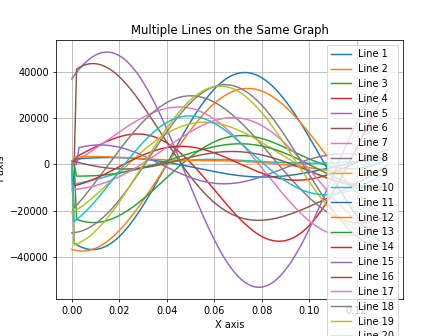 Multiple Lines on the Same Graph
40000
20000
0
−20000
−40000
0.00
0.02
0.04
0.06
0.08
0.10
X axis
Line 1
Line 2
Line 3
Line 4
Line 5
Line 6
Line 7
Line 8
Line 9
Line 10
Line 11
Line 12
Line 13
Line 14
Line 15
Line 16
Line 17
Line 18
Line 19